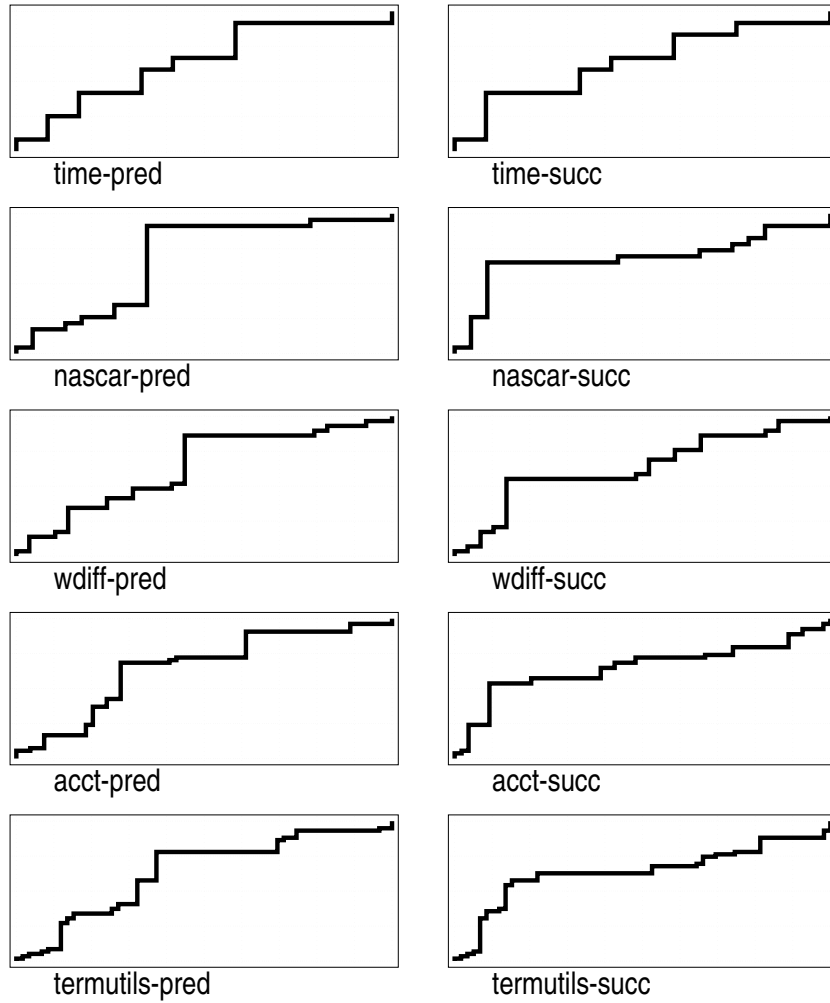 time-pred
time-succ
nascar-pred
nascar-succ
wdiff-pred
wdiff-succ
acct-pred
acct-succ
termutils-pred
termutils-succ